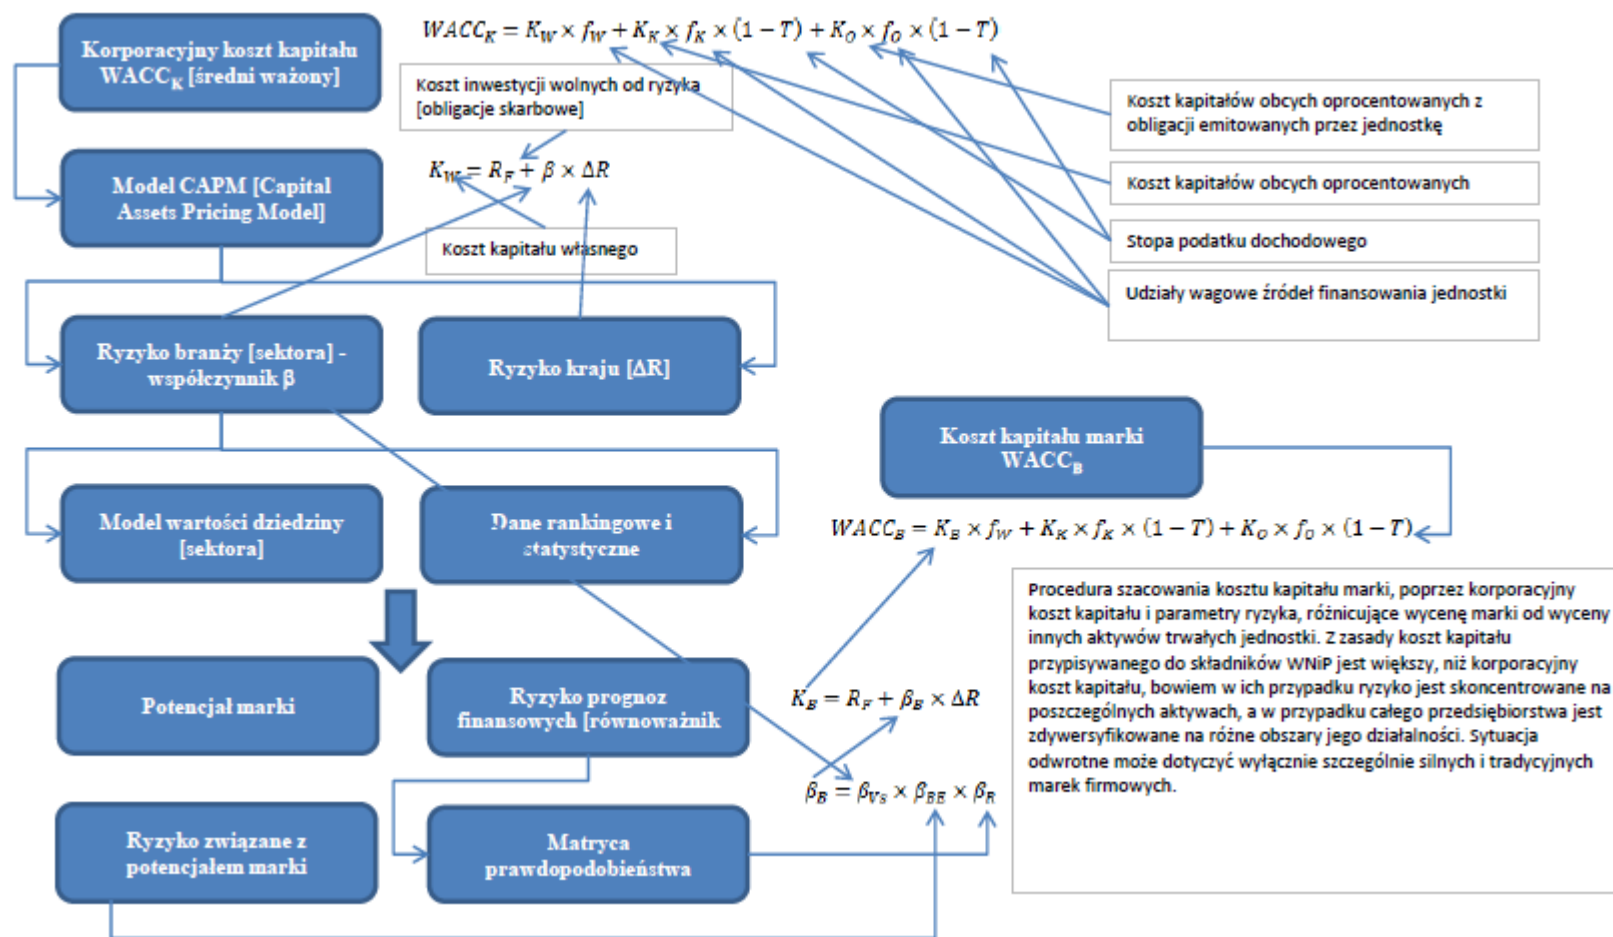 Korporacyjny koszt kapitału
WACC_K [średni ważony]
WACC_K = K_W × f_W + K_K × f_K × (1 − T) + K_O × f_O × (1 − T)
Koszt inwestycji wolnych od ryzyka
[obligacje skarbowe]
Koszt kapitałów obcych oprocentowanych z
obligacji emitowanych przez jednostkę
Model CAPM [Capital
Assets Pricing Model]
K_W = R_F + β × ΔR
Koszt kapitałów obcych oprocentowanych
Koszt kapitału własnego
Stopa podatku dochodowego
Udziały wagowe źródeł finansowania jednostki
Ryzyko branży [sektora] -
współczynnik β
Ryzyko kraju [ΔR]
Koszt kapitału marki
WACC_B
Model wartości dziedziny
[sektora]
Dane rankingowe i
statystyczne
WACC_B = K_B × f_W + K_K × f_K × (1 − T) + K_O × f_O × (1 − T)
Procedura szacowania kosztu kapitału marki, poprzez korporacyjny
koszt kapitału i parametry ryzyka, różnicujące wycenę marki od wyceny
innych aktywów trwałych jednostki. Z zasady koszt kapitału
przypisywanego do składników WNiP jest większy, niż korporacyjny
koszt kapitału, bowiem w ich przypadku ryzyko jest skoncentrowane na
poszczególnych aktywach, a w przypadku całego przedsiębiorstwa jest
zdywersyfikowane na różne obszary jego działalności. Sytuacja
odwrotne może dotyczyć wyłącznie szczególnie silnych i tradycyjnych
marek firmowych.
Potencjał marki
Ryzyko prognoz
finansowych [równoważnik
K_B = R_F + β_B × ΔR
β_B = β_Vs × β_BE × β_R
Ryzyko związane z
potencjałem marki
Matryca
prawdopodobieństwa